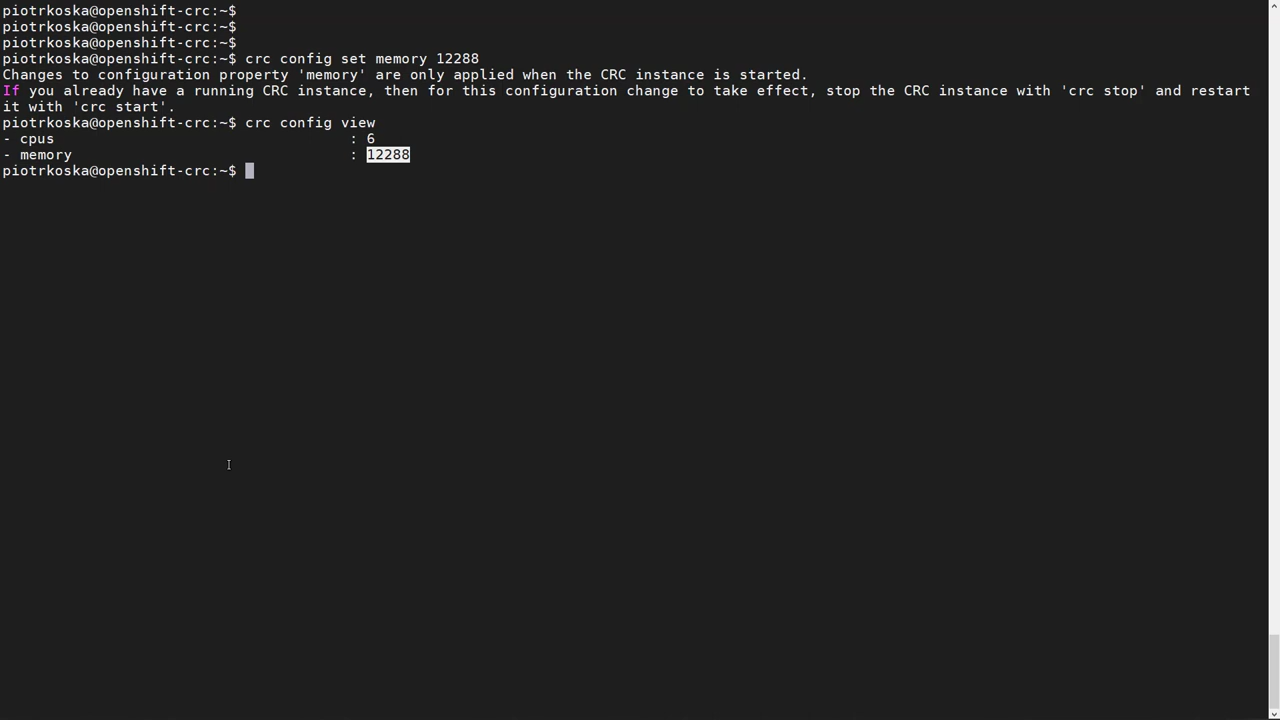 piotrkoska@openshift-crc:~$
piotrkoska@openshift-crc:~$
piotrkoska@openshift-crc:~$
piotrkoska@openshift-crc:~$ crc config set memory 12288
Changes to configuration property 'memory' are only applied when the CRC instance is started.
If you already have a running CRC instance, then for this configuration change to take effect, stop the CRC instance with 'crc stop' and restart
it with 'crc start'.
piotrkoska@openshift-crc:~$ crc config view
- cpus                                  : 6
- memory                                : 12288
piotrkoska@openshift-crc:~$